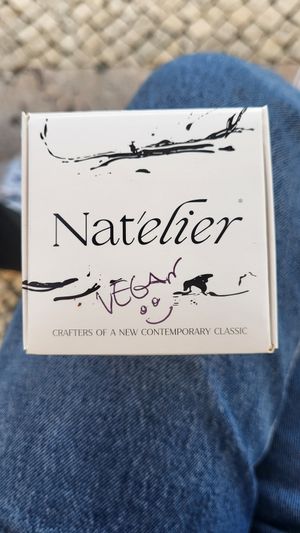 Nat'elier®
VEGAN
CRAFTERS OF A NEW CONTEMPORARY CLASSIC